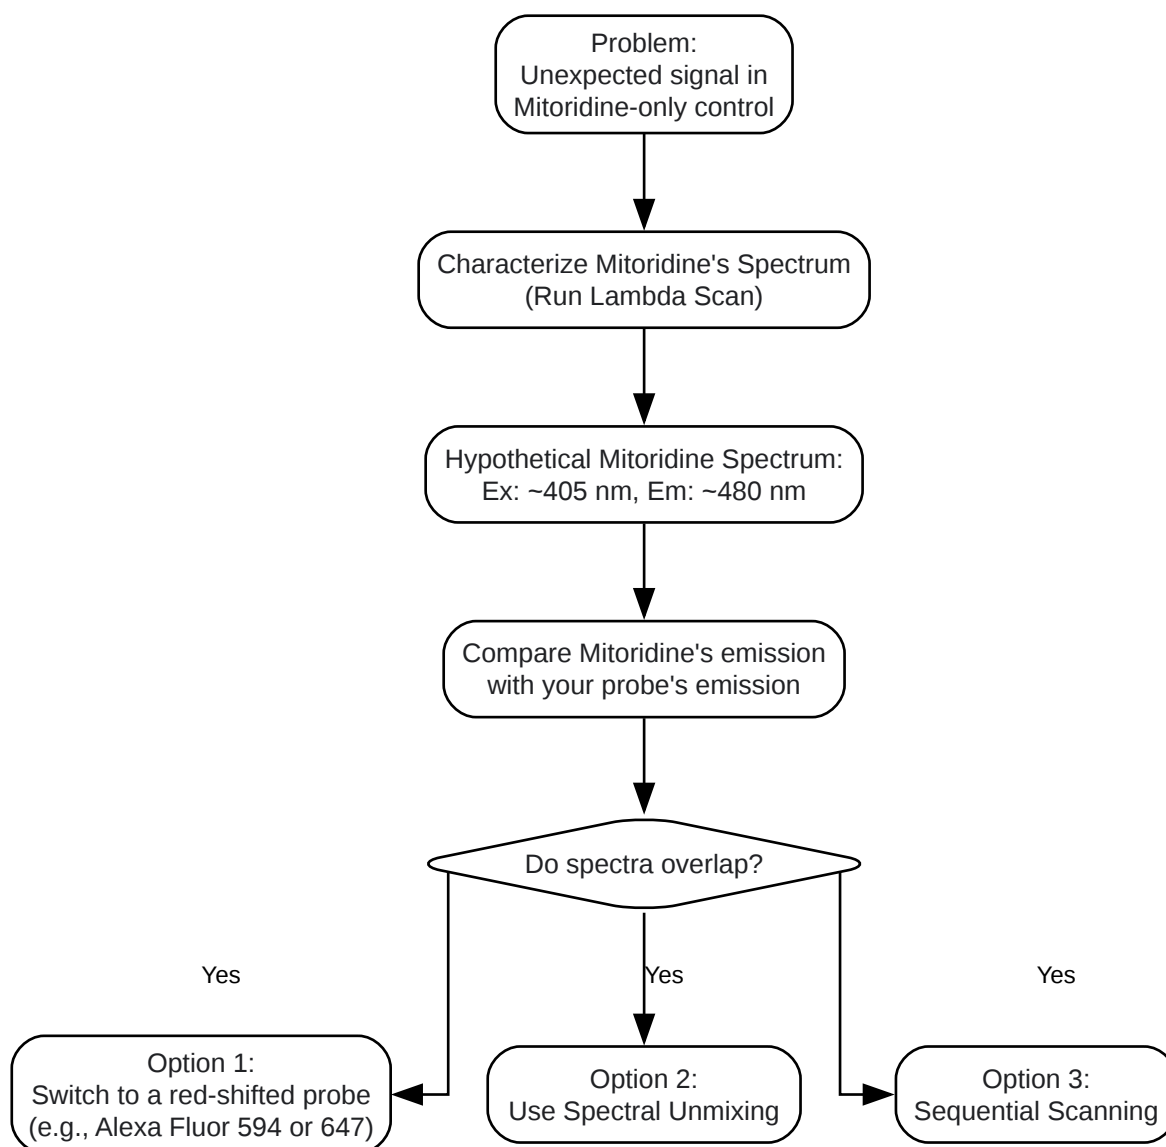 Problem:
Unexpected signal in
Mitoridine-only control
Characterize Mitoridine's Spectrum
(Run Lambda Scan)
Hypothetical Mitoridine Spectrum:
Ex: ~405 nm, Em: ~480 nm
Compare Mitoridine's emission
with your probe's emission
Do spectra overlap?
Yes
Yes
Yes
Option 1:
Switch to a red-shifted probe
(e.g., Alexa Fluor 594 or 647)
Option 2:
Use Spectral Unmixing
Option 3:
Sequential Scanning